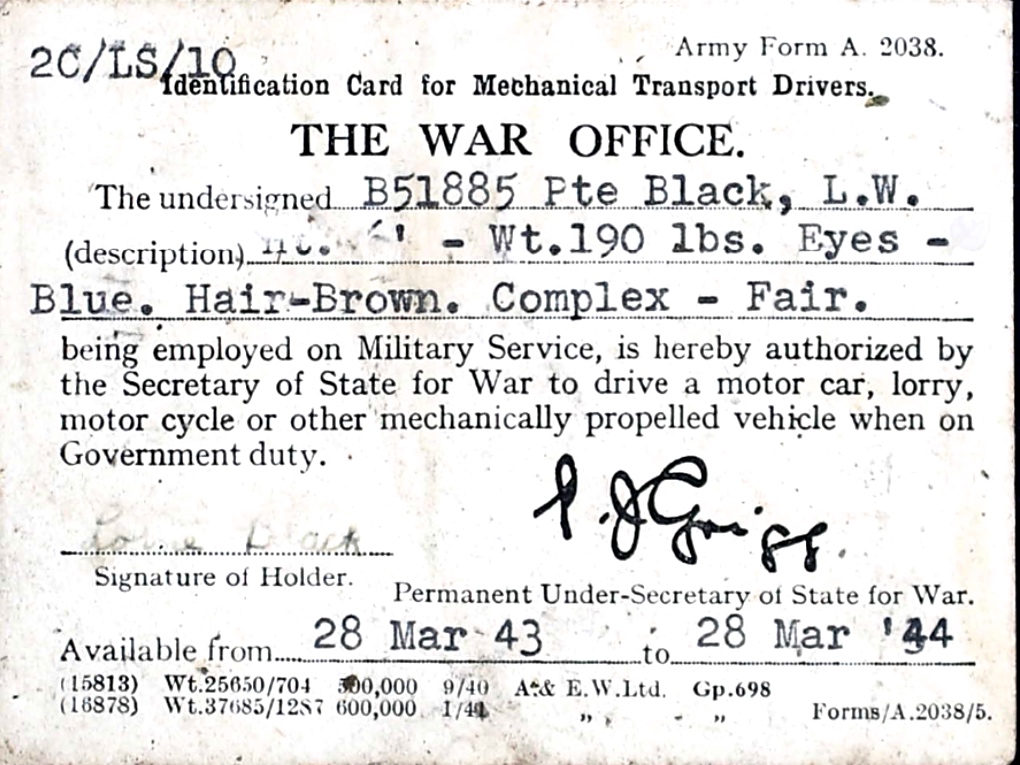 Army Form A. 2038.
2C/LS/10
Identification Card for Mechanical Transport Drivers.
THE WAR OFFICE.
The undersigned B51885 Pte Black, L.W.
(description) - Wt.190 lbs. Eyes -
Blue. Hair-Brown. Complex - Fair.
being employed on Military Service, is hereby authorized by
the Secretary of State for War to drive a motor car, lorry,
motor cycle or other mechanically propelled vehicle when on
Government duty.
P.J Grigg.
Lorne Black
Signature of Holder.
Permanent Under-Secretary of State for War.
Available from 28 Mar 43 to 28 Mar '44
(15813) Wt.25650/704 500,000 9/40 A. & E.W.Ltd. Gp.698
(16878) Wt.37685/1287 600,000 1/41 „ „ „ Forms/A.2038/5.